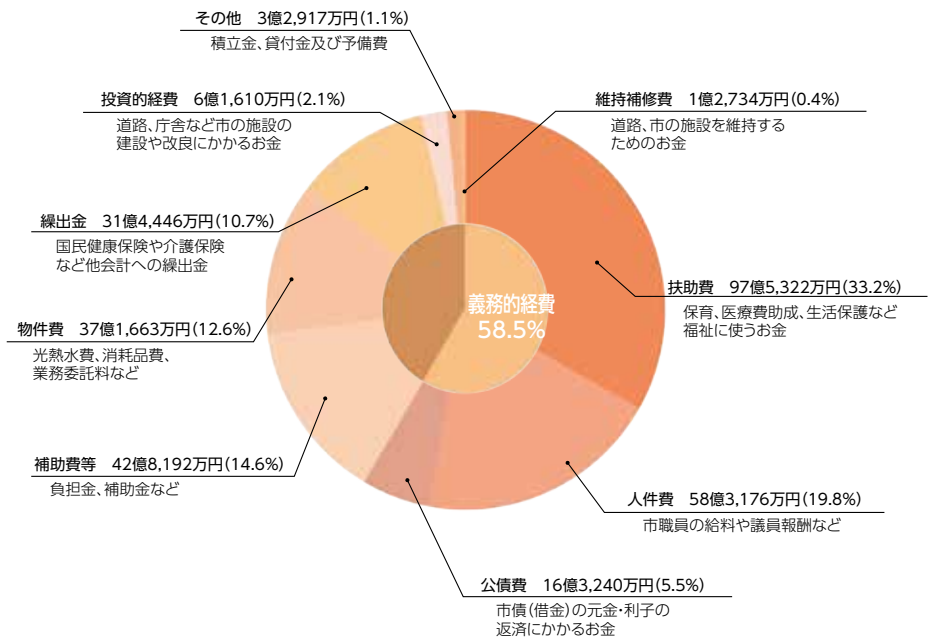 その他 3億2,917万円(1.1%)
積立金、貸付金及び予備費
投資的経費 6億1,610万円(2.1%)
道路、庁舎など市の施設の
建設や改良にかかるお金
維持補修費 1億2,734万円(0.4%)
道路、市の施設を維持する
ためのお金
繰出金 31億4,446万円(10.7%)
国民健康保険や介護保険
など他会計への繰出金
扶助費 97億5,322万円(33.2%)
保育、医療費助成、生活保護など
福祉に使うお金
義務的経費
58.5%
物件費 37億1,663万円(12.6%)
光熱水費、消耗品費、
業務委託料など
補助費等 42億8,192万円(14.6%)
負担金、補助金など
人件費 58億3,176万円(19.8%)
市職員の給料や議員報酬など
公債費 16億3,240万円(5.5%)
市債(借金)の元金・利子の
返済にかかるお金